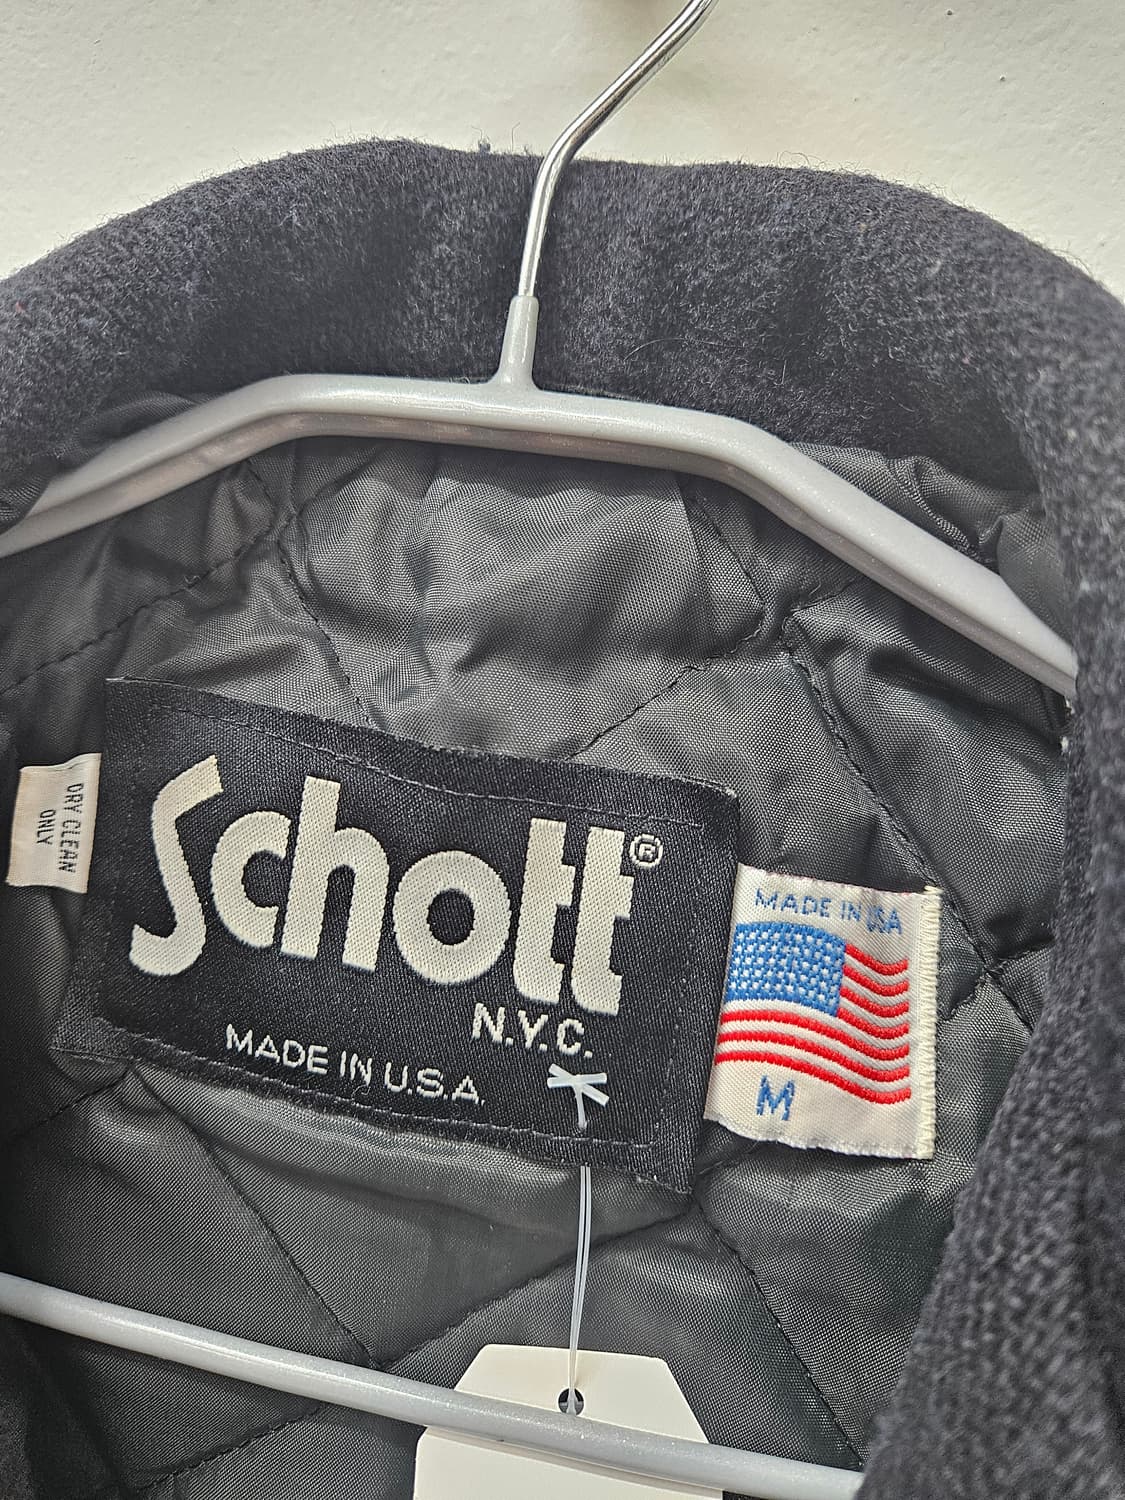 DRY CLEAN
ONLY
Schott®
N.Y.C.
MADE IN U.S.A.
MADE IN USA
M